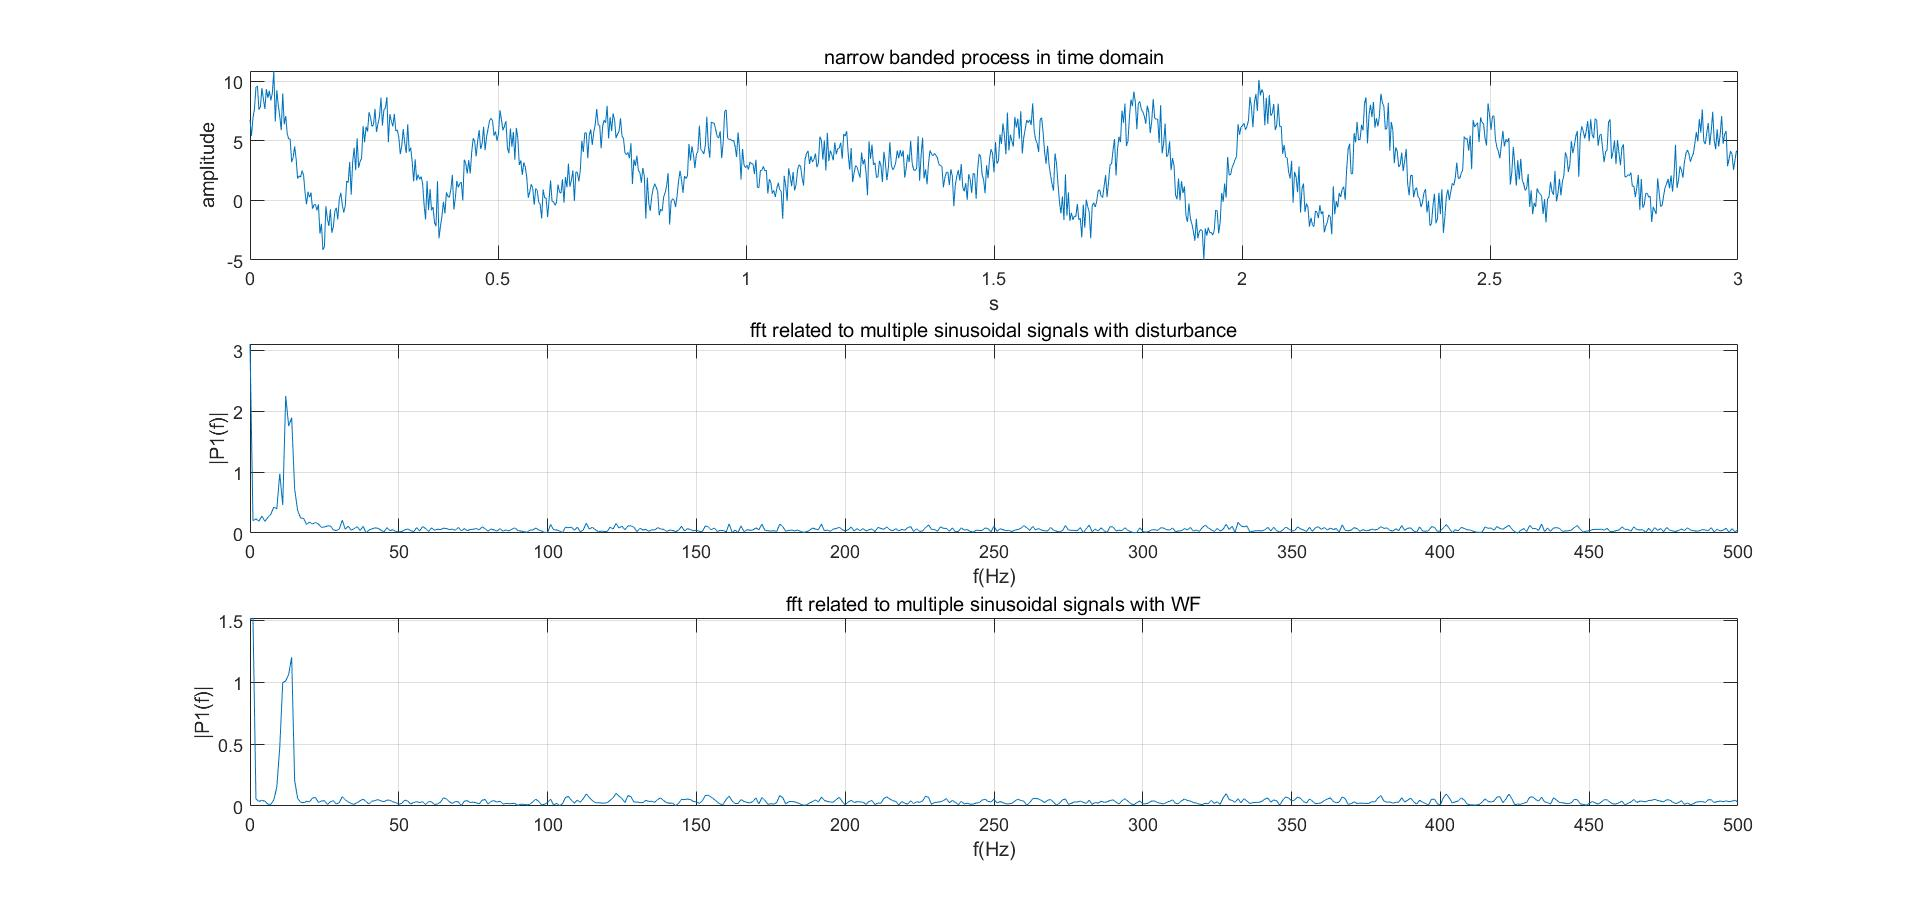 narrow banded process in time domain
10
5
0
-5
amplitude
0 0.5 1 1.5 2 2.5 3
s
fft related to multiple sinusoidal signals with disturbance
3
2
1
0
|P1(f)|
0 50 100 150 200 250 300 350 400 450 500
f(Hz)
fft related to multiple sinusoidal signals with WF
1.5
1
0.5
0
|P1(f)|
0 50 100 150 200 250 300 350 400 450 500
f(Hz)